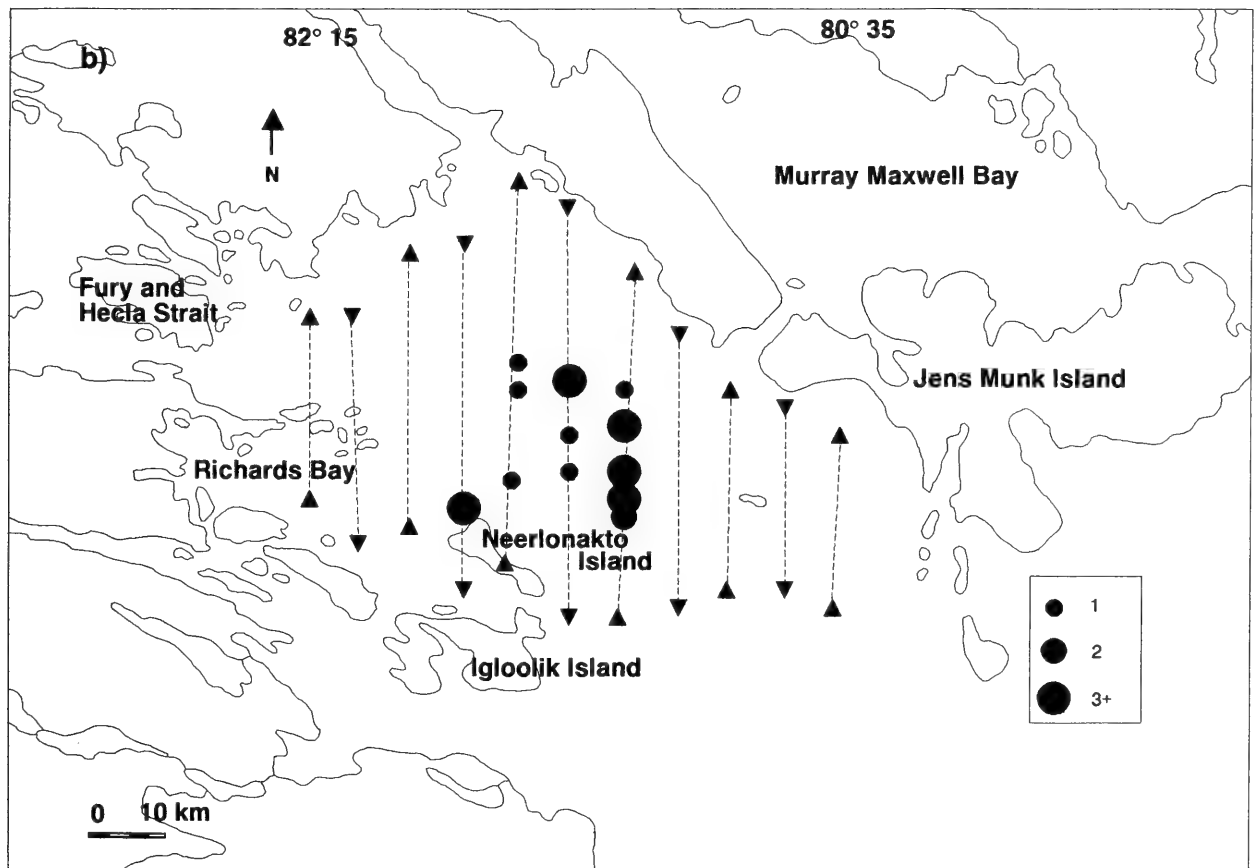 82° 15
80° 35
b)
N
Murray Maxwell Bay
Fury and
Hecla Strait
Jens Munk Island
Richards Bay
Neerlonakto
Island
Igloolik Island
1
2
3+
0 10 km